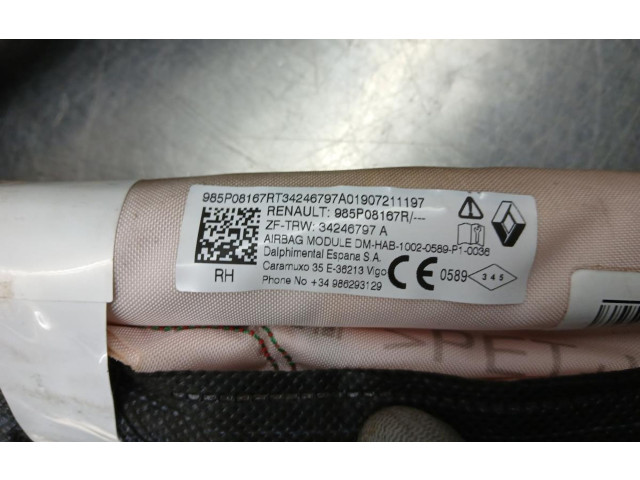 985P08167RT34246797A01907211197
RENAULT: 985P08167R/---
ZF-TRW: 34246797 A
AIRBAG MODULE DM-HAB-1002-0589-P1-0036
Dalphimental Espana S.A.
Caramuxo 35 E-36213 Vigo
Phone No +34 986293129
RH
CE 0589
345
>PET